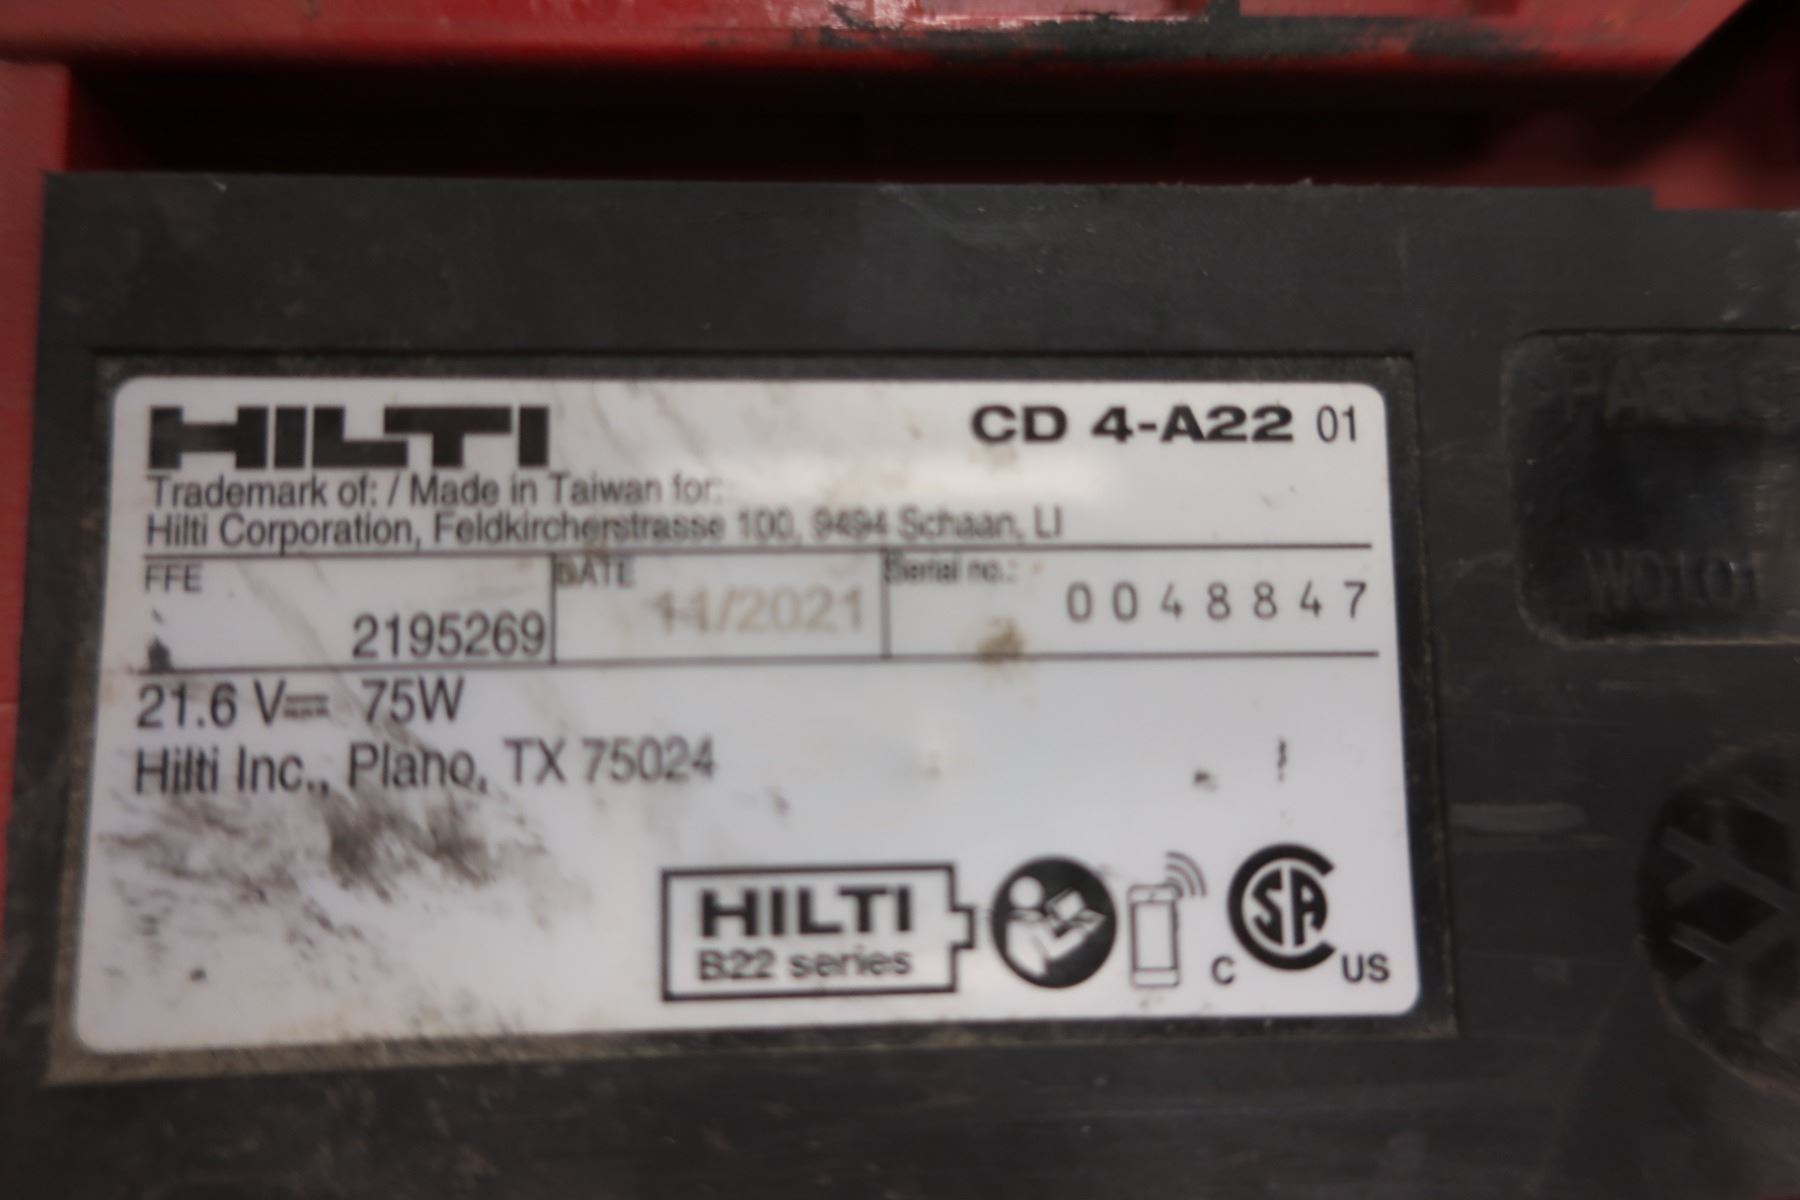 HILTI
CD 4-A22 01
Trademark of: / Made in Taiwan for:
Hilti Corporation, Feldkircherstrasse 100, 9494 Schaan, LI
FFE
2195269
DATE
11/2021
Serial no.:
0048847
21.6 V⎓ 75W
Hilti Inc., Plano, TX 75024
HILTI
B22 series
C SA US
W0101